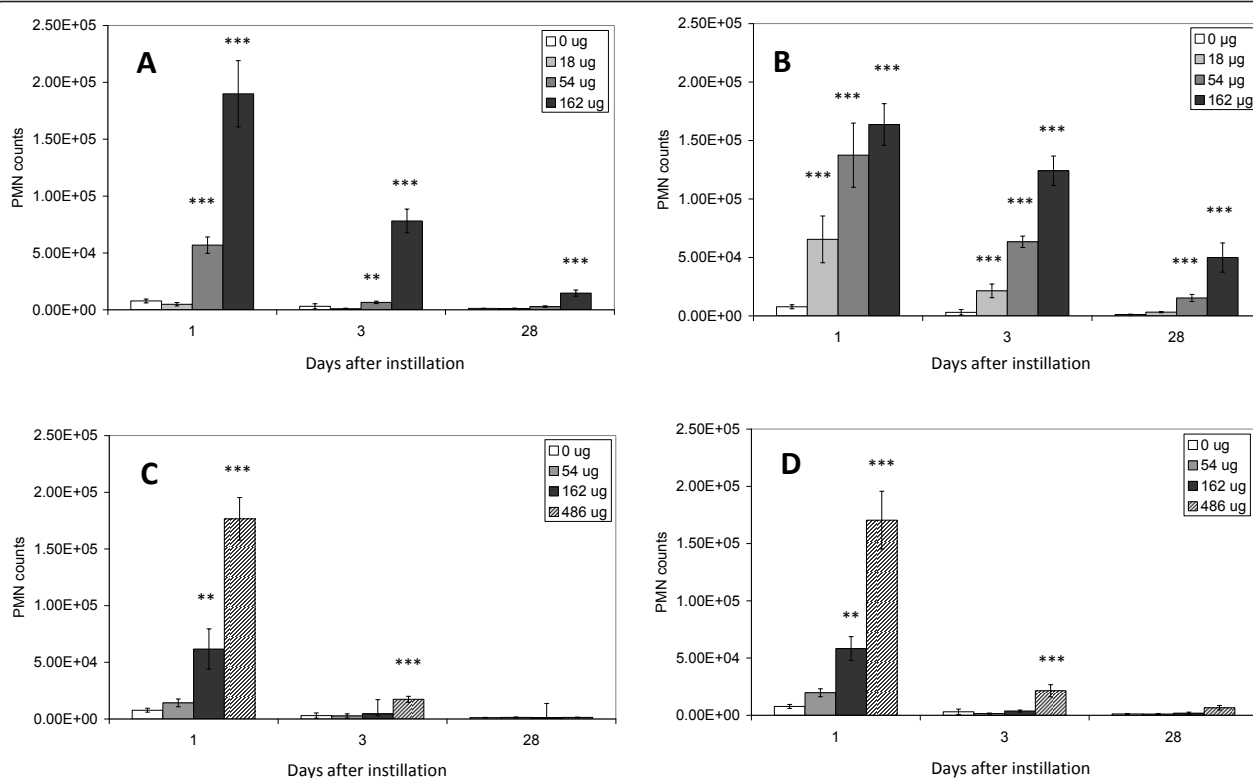 A
2.50E+05
2.00E+05
1.50E+05
1.00E+05
5.00E+04
0.00E+00
PMN counts
0 ug
18 ug
54 ug
162 ug
***
***
**
***
***
1
3
28
Days after instillation
B
2.50E+05
2.00E+05
1.50E+05
1.00E+05
5.00E+04
0.00E+00
PMN counts
0 µg
18 µg
54 µg
162 µg
***
***
***
***
***
***
***
***
1
3
28
Days after instillation
C
2.50E+05
2.00E+05
1.50E+05
1.00E+05
5.00E+04
0.00E+00
PMN counts
0 ug
54 ug
162 ug
486 ug
**
***
***
1
3
28
Days after instillation
D
2.50E+05
2.00E+05
1.50E+05
1.00E+05
5.00E+04
0.00E+00
PMN counts
0 ug
54 ug
162 ug
486 ug
**
***
***
1
3
28
Days after instillation